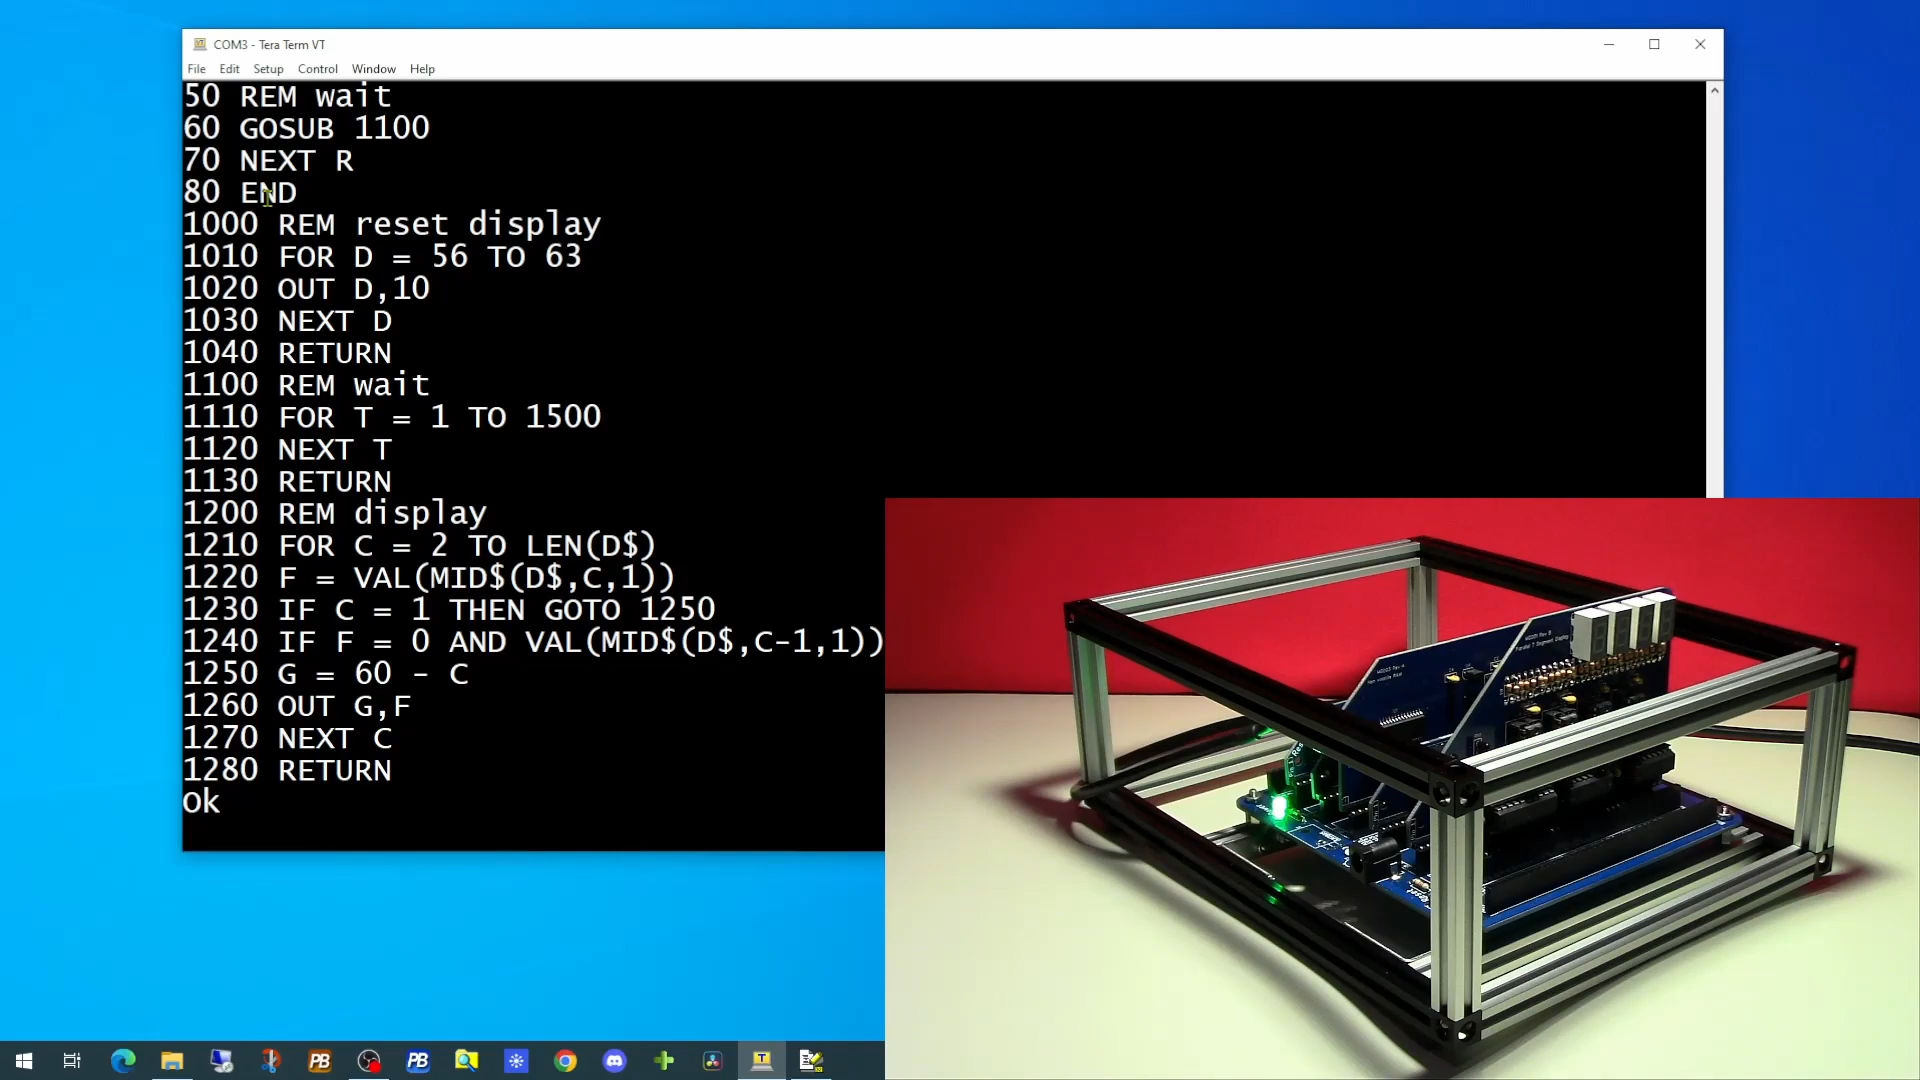 COM3 - Tera Term VT
File Edit Setup Control Window Help
50 REM wait
60 GOSUB 1100
70 NEXT R
80 END
1000 REM reset display
1010 FOR D = 56 TO 63
1020 OUT D,10
1030 NEXT D
1040 RETURN
1100 REM wait
1110 FOR T = 1 TO 1500
1120 NEXT T
1130 RETURN
1200 REM display
1210 FOR C = 2 TO LEN(D$)
1220 F = VAL(MID$(D$,C,1))
1230 IF C = 1 THEN GOTO 1250
1240 IF F = 0 AND VAL(MID$(D$,C-1,1))
1250 G = 60 - C
1260 OUT G,F
1270 NEXT C
1280 RETURN
Ok
PB
PB
T